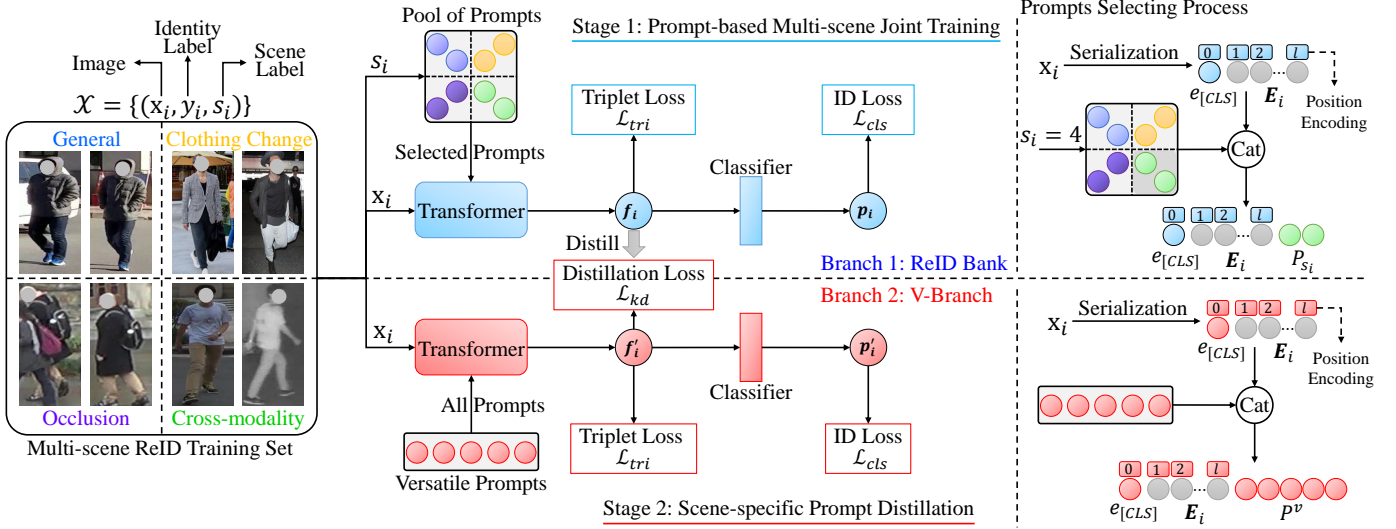 Identity
Label
Image
Scene
Label
𝒳 = {(x_i, y_i, s_i)}
General
Clothing Change
Occlusion
Cross-modality
Multi-scene ReID Training Set
Pool of Prompts
Stage 1: Prompt-based Multi-scene Joint Training
s_i
Selected Prompts
x_i
Transformer
Triplet Loss
ℒ_tri
ID Loss
ℒ_cls
Classifier
f_i
p_i
Distill
Distillation Loss
ℒ_kd
Branch 1: ReID Bank
Branch 2: V-Branch
x_i
Transformer
f_i'
p_i'
Classifier
All Prompts
Versatile Prompts
Triplet Loss
ℒ_tri
ID Loss
ℒ_cls
Stage 2: Scene-specific Prompt Distillation
Prompts Selecting Process
x_i
Serialization
0 1 2 l
...
e_[CLS]
E_i
Position
Encoding
s_i = 4
Cat
0 1 2 l
...
e_[CLS]
E_i
P_{s_i}
x_i
Serialization
0 1 2 l
...
e_[CLS]
E_i
Position
Encoding
Cat
0 1 2 l
...
e_[CLS]
E_i
P^v